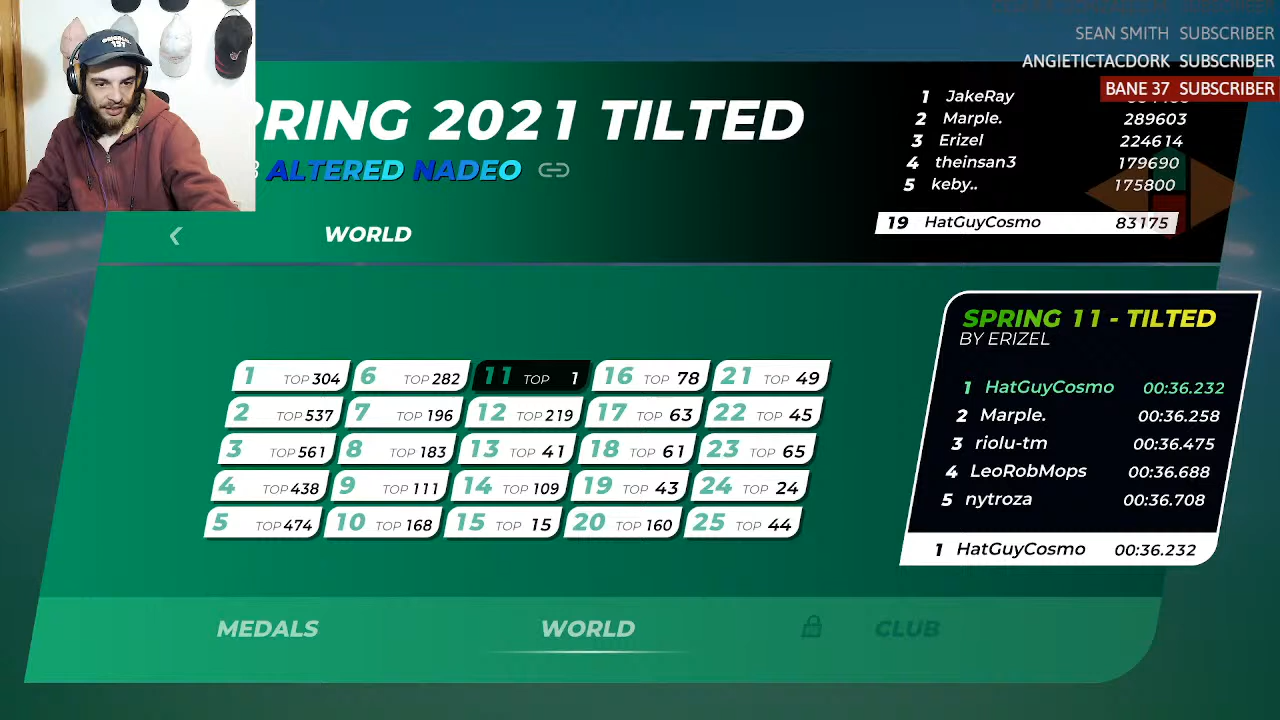 SEAN SMITH SUBSCRIBER
ANGIETICTACDORK SUBSCRIBER
BANE 37 SUBSCRIBER
PRING 2021 TILTED
ALTERED NADEO
1 JakeRay
2 Marple. 289603
3 Erizel 224614
4 theinsan3 179690
5 keby.. 175800
19 HatGuyCosmo 83175
WORLD
1 TOP 304 6 TOP 282 11 TOP 1 16 TOP 78 21 TOP 49
2 TOP 537 7 TOP 196 12 TOP 219 17 TOP 63 22 TOP 45
3 TOP 561 8 TOP 183 13 TOP 41 18 TOP 61 23 TOP 65
4 TOP 438 9 TOP 111 14 TOP 109 19 TOP 43 24 TOP 24
5 TOP 474 10 TOP 168 15 TOP 15 20 TOP 160 25 TOP 44
SPRING 11 - TILTED
BY ERIZEL
1 HatGuyCosmo 00:36.232
2 Marple. 00:36.258
3 riolu-tm 00:36.475
4 LeoRobMops 00:36.688
5 nytroza 00:36.708
1 HatGuyCosmo 00:36.232
MEDALS WORLD CLUB